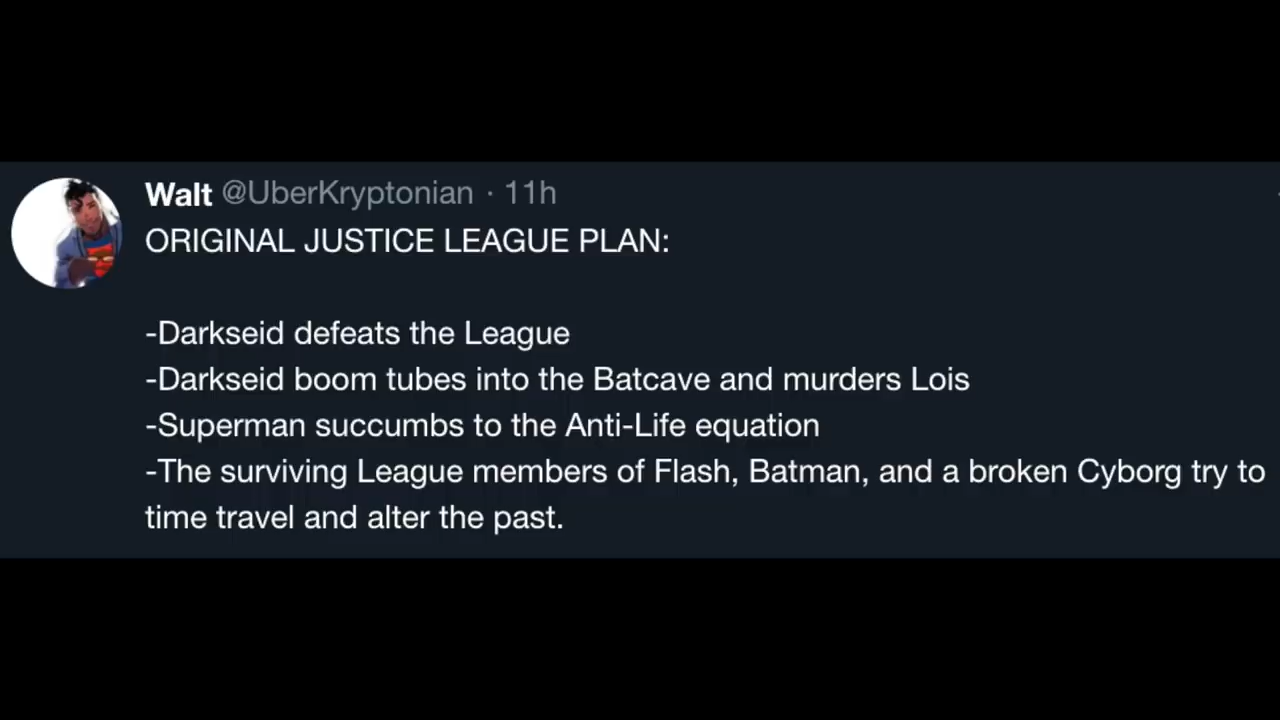 Walt @UberKryptonian · 11h
ORIGINAL JUSTICE LEAGUE PLAN:
-Darkseid defeats the League
-Darkseid boom tubes into the Batcave and murders Lois
-Superman succumbs to the Anti-Life equation
-The surviving League members of Flash, Batman, and a broken Cyborg try to
time travel and alter the past.